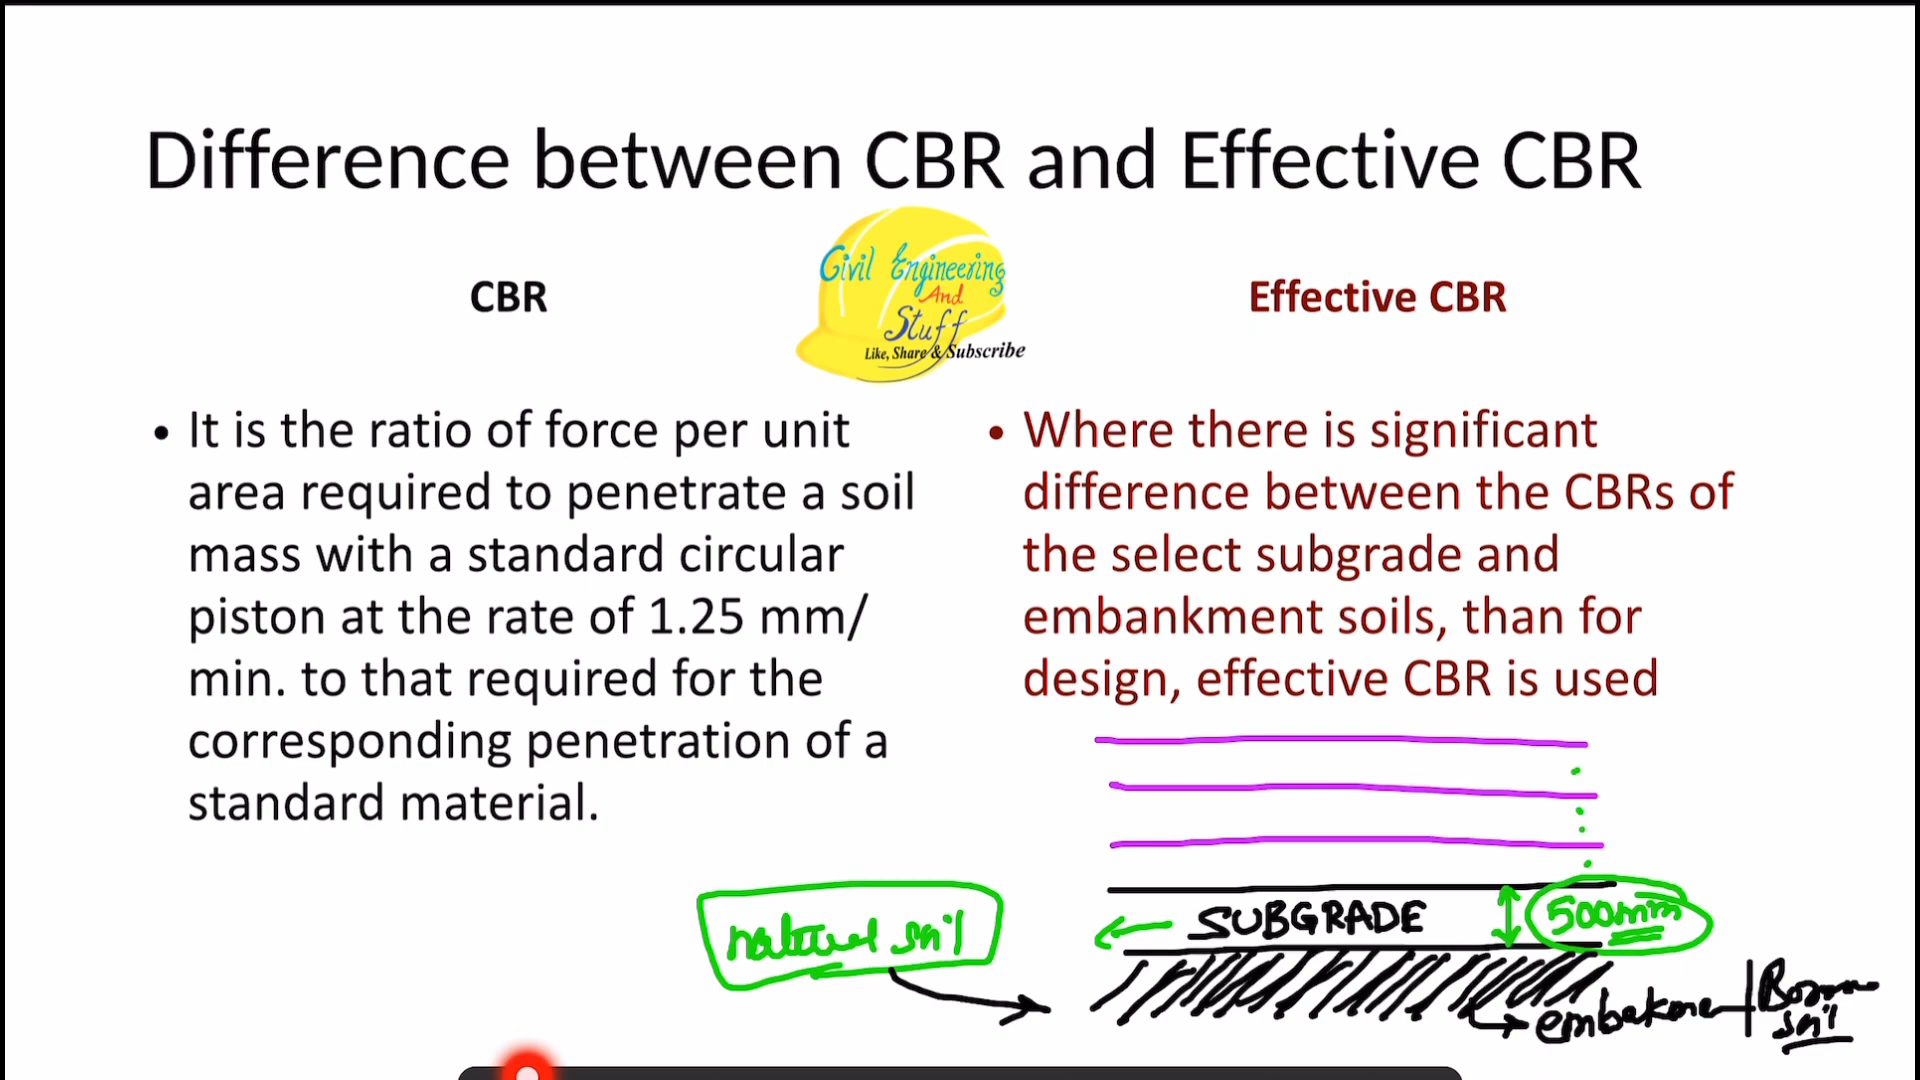 Difference between CBR and Effective CBR
Civil Engineering
And
Stuff
Like, Share & Subscribe
CBR
• It is the ratio of force per unit
area required to penetrate a soil
mass with a standard circular
piston at the rate of 1.25 mm/
min. to that required for the
corresponding penetration of a
standard material.
Effective CBR
• Where there is significant
difference between the CBRs of
the select subgrade and
embankment soils, than for
design, effective CBR is used
natural soil
SUBGRADE
500mm
soil